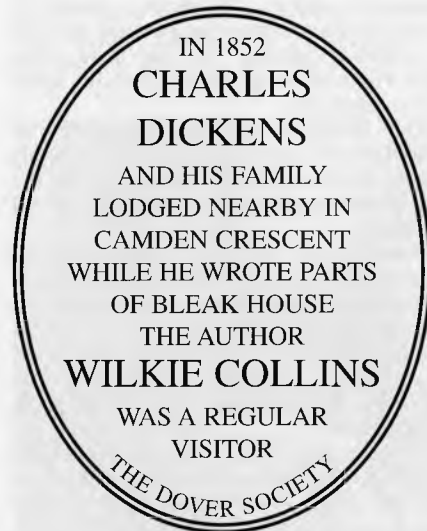 IN 1852
CHARLES
DICKENS
AND HIS FAMILY
LODGED NEARBY IN
CAMDEN CRESCENT
WHILE HE WROTE PARTS
OF BLEAK HOUSE
THE AUTHOR
WILKIE COLLINS
WAS A REGULAR
VISITOR
THE DOVER SOCIETY